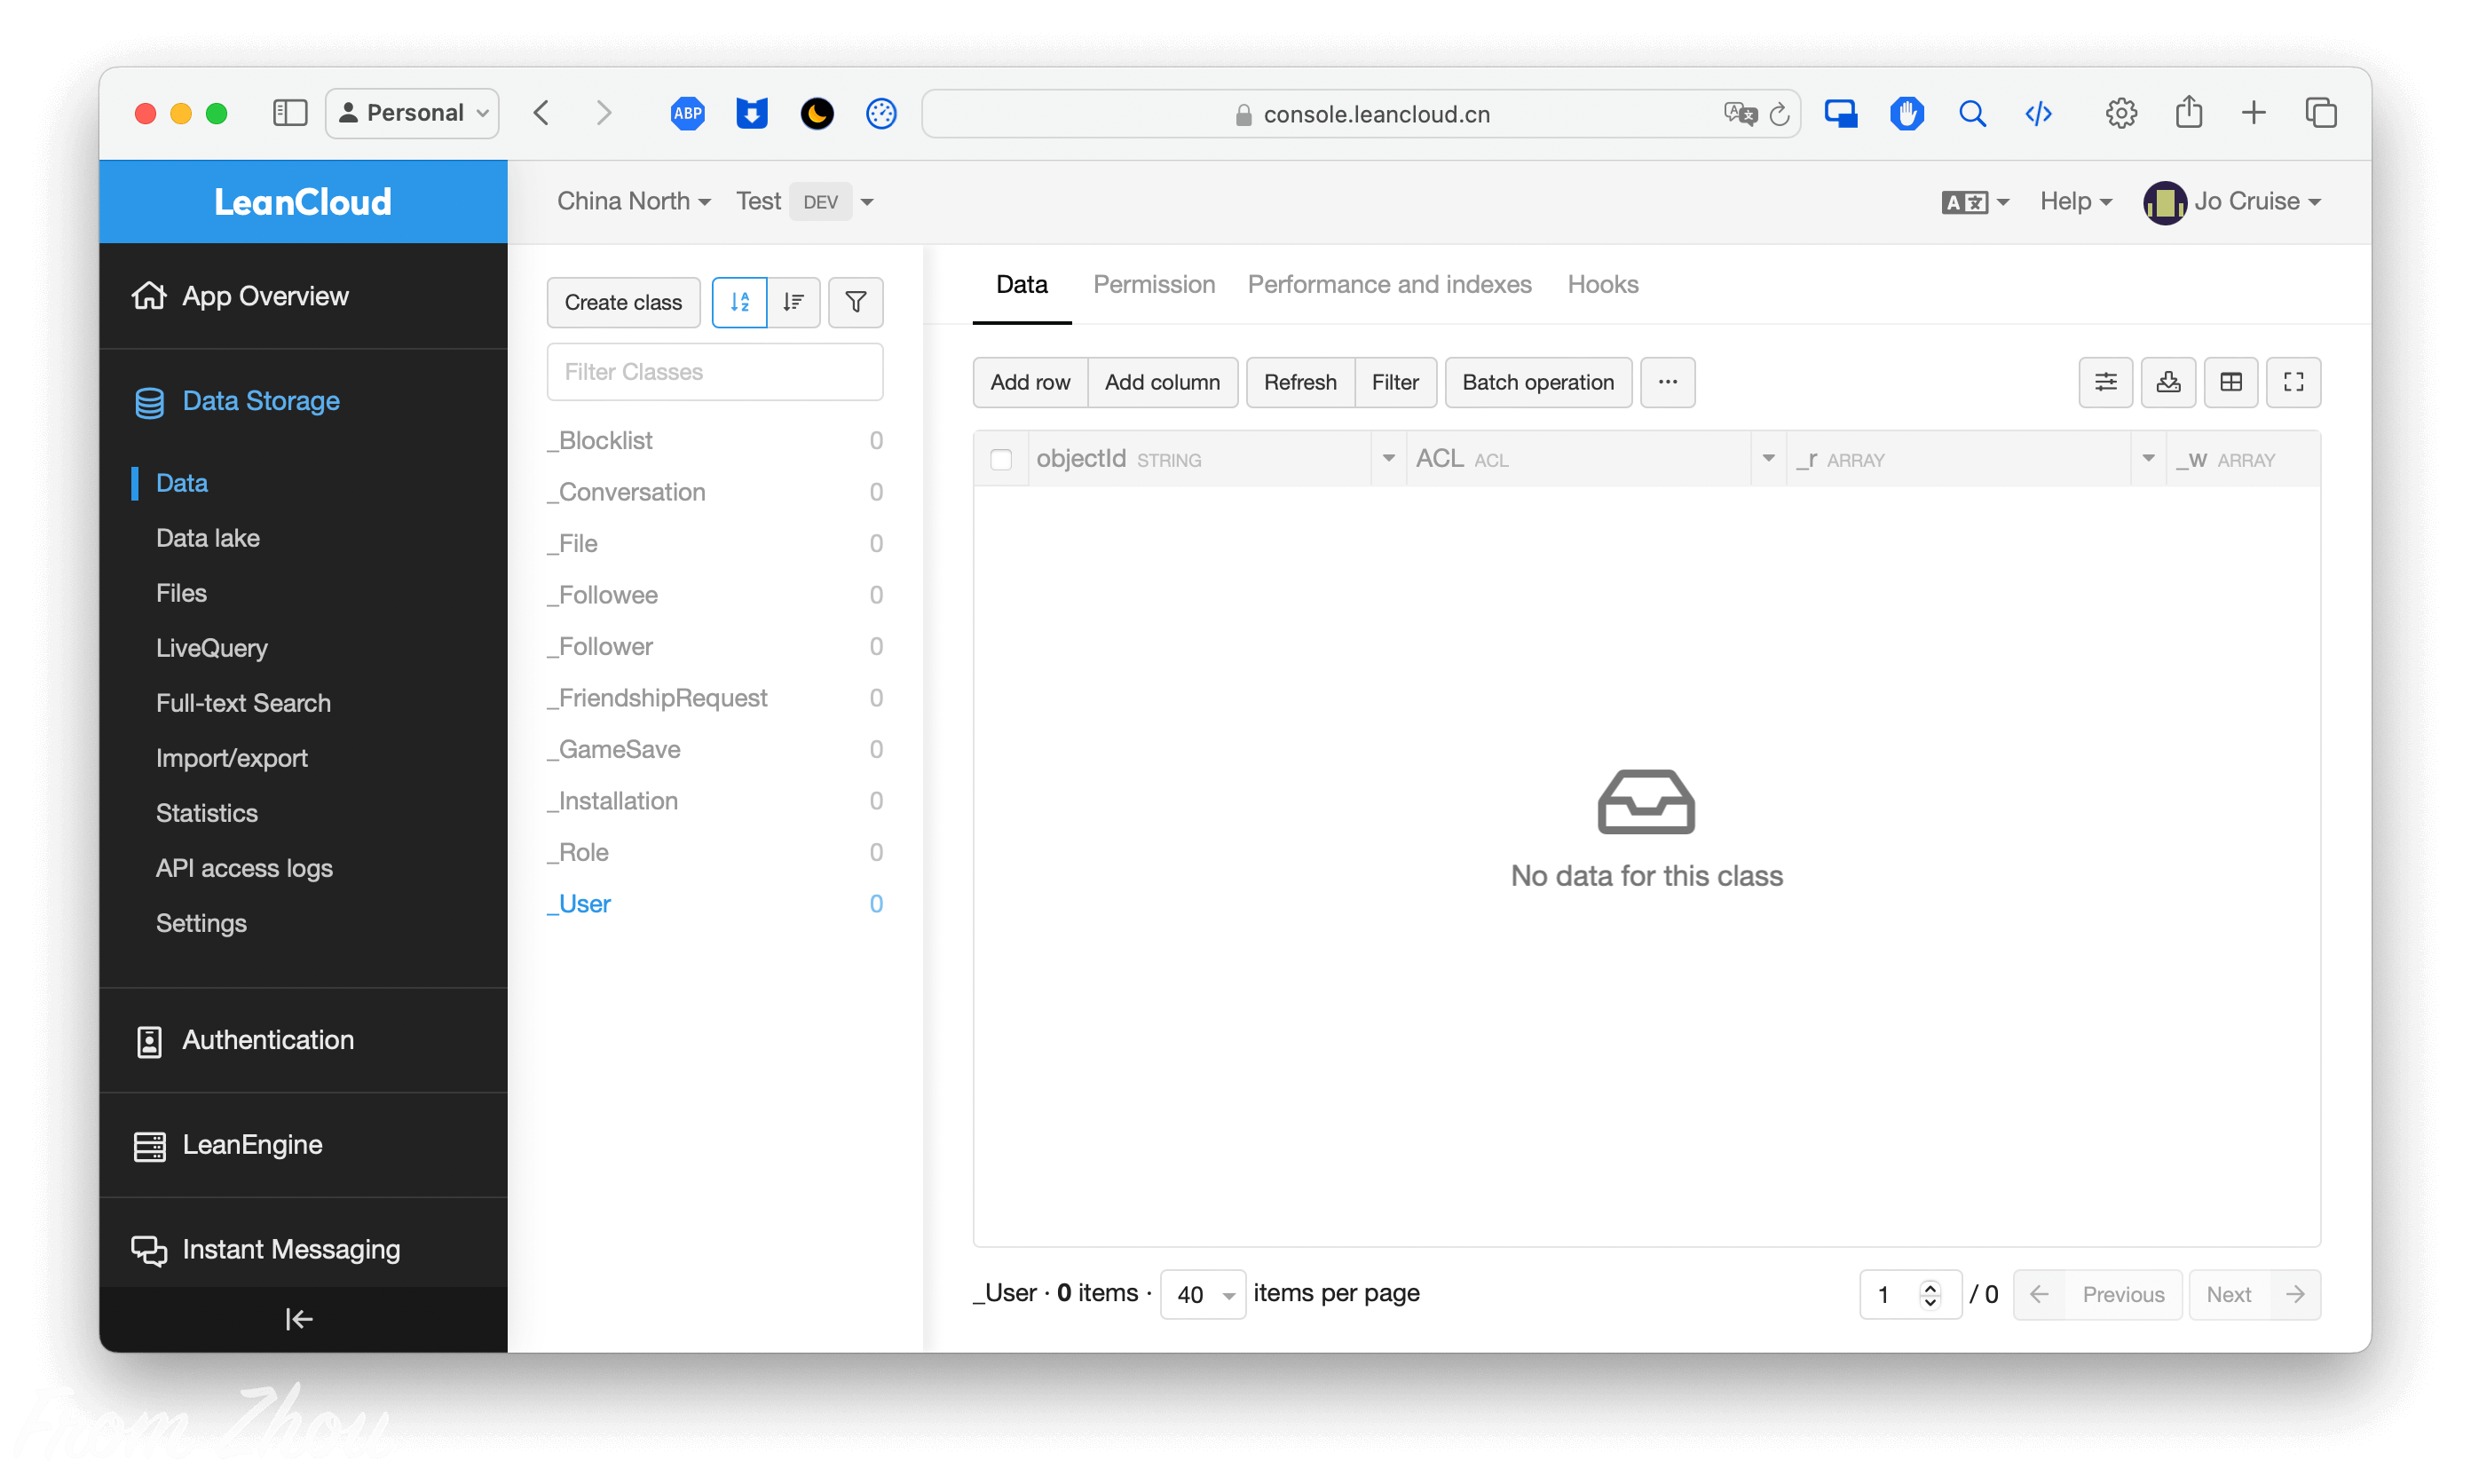 Personal
ABP
console.leancloud.cn
LeanCloud
China North
Test DEV
Help
Jo Cruise
App Overview
Data Storage
Data
Data lake
Files
LiveQuery
Full-text Search
Import/export
Statistics
API access logs
Settings
Authentication
LeanEngine
Instant Messaging
Create class
Filter Classes
_Blocklist 0
_Conversation 0
_File 0
_Followee 0
_Follower 0
_FriendshipRequest 0
_GameSave 0
_Installation 0
_Role 0
_User 0
Data Permission Performance and indexes Hooks
Add row Add column Refresh Filter Batch operation ···
objectId STRING ACL ACL _r ARRAY _w ARRAY
No data for this class
_User · 0 items · 40 items per page
1 / 0 Previous Next
From Zhou